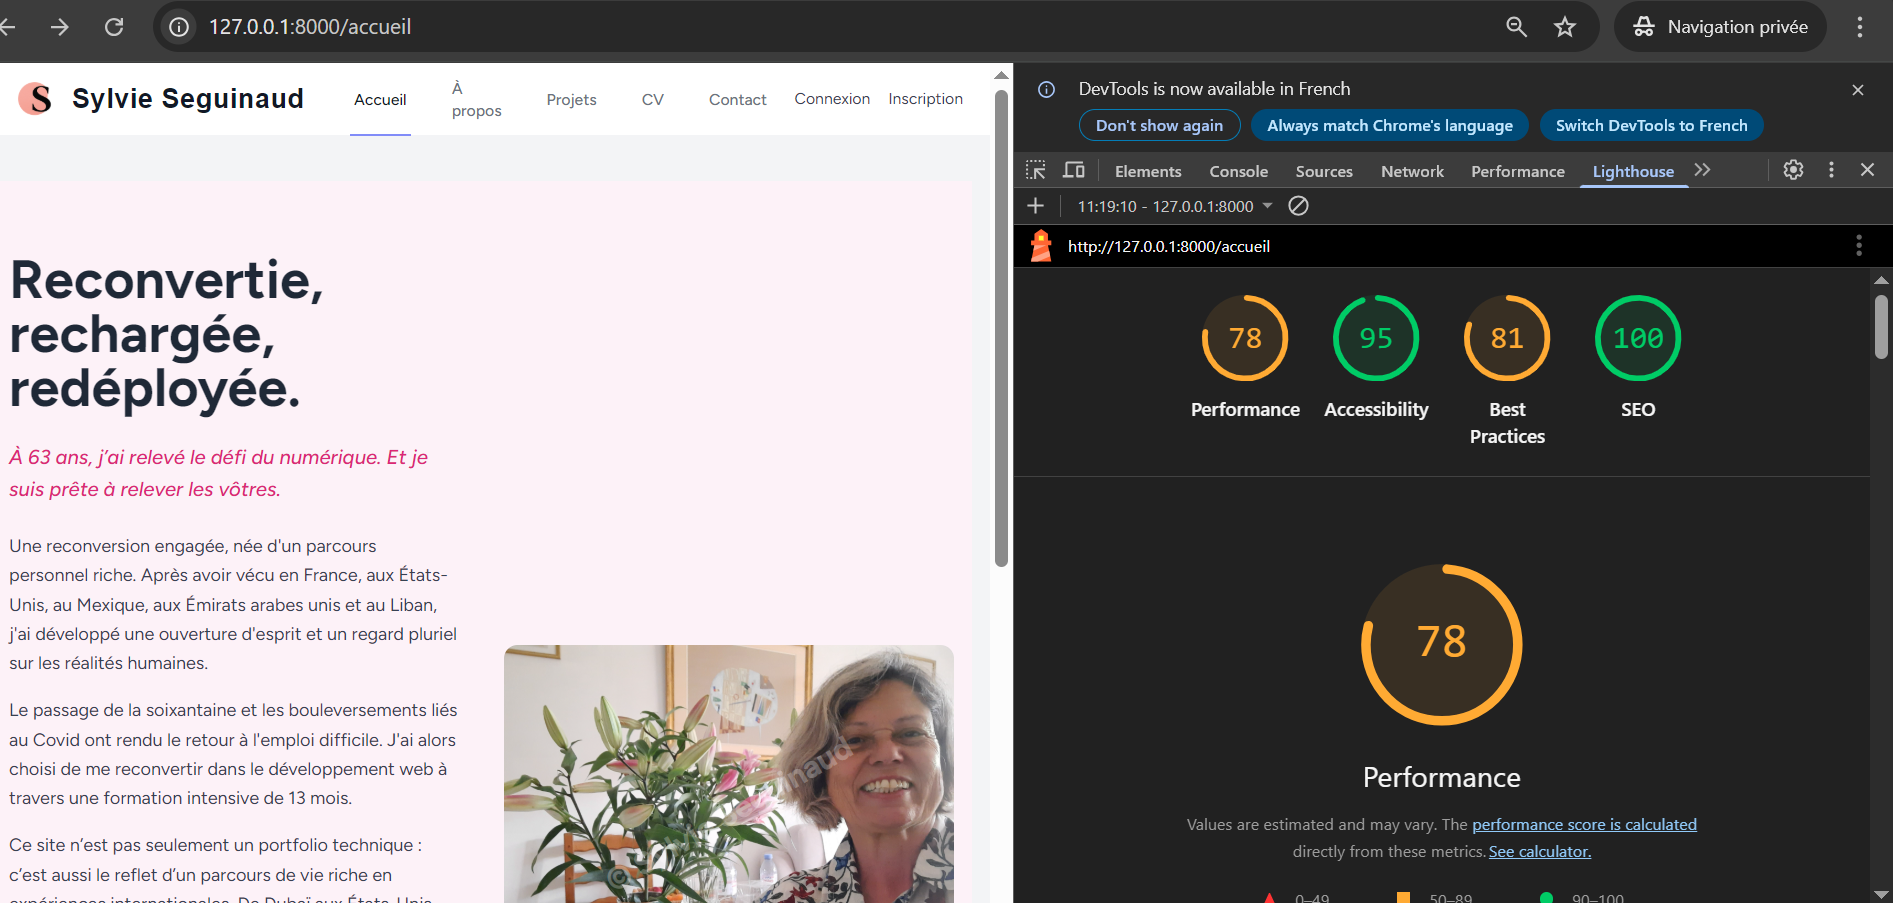 127.0.0.1:8000/accueil
Navigation privée
S Sylvie Seguinaud
Accueil
À propos
Projets
CV
Contact
Connexion
Inscription
Reconvertie,
rechargée,
redéployée.
À 63 ans, j’ai relevé le défi du numérique. Et je
suis prête à relever les vôtres.
Une reconversion engagée, née d'un parcours
personnel riche. Après avoir vécu en France, aux États-
Unis, au Mexique, aux Émirats arabes unis et au Liban,
j'ai développé une ouverture d'esprit et un regard pluriel
sur les réalités humaines.
Le passage de la soixantaine et les bouleversements liés
au Covid ont rendu le retour à l'emploi difficile. J'ai alors
choisi de me reconvertir dans le développement web à
travers une formation intensive de 13 mois.
Ce site n’est pas seulement un portfolio technique :
c’est aussi le reflet d’un parcours de vie riche en
expériences internationales. De Dubaï aux États-Unis
DevTools is now available in French
Don't show again
Always match Chrome's language
Switch DevTools to French
Elements
Console
Sources
Network
Performance
Lighthouse
11:19:10 - 127.0.0.1:8000
http://127.0.0.1:8000/accueil
78
95
81
100
Performance
Accessibility
Best
Practices
SEO
78
Performance
Values are estimated and may vary. The performance score is calculated
directly from these metrics. See calculator.
0–49
50–89
90–100